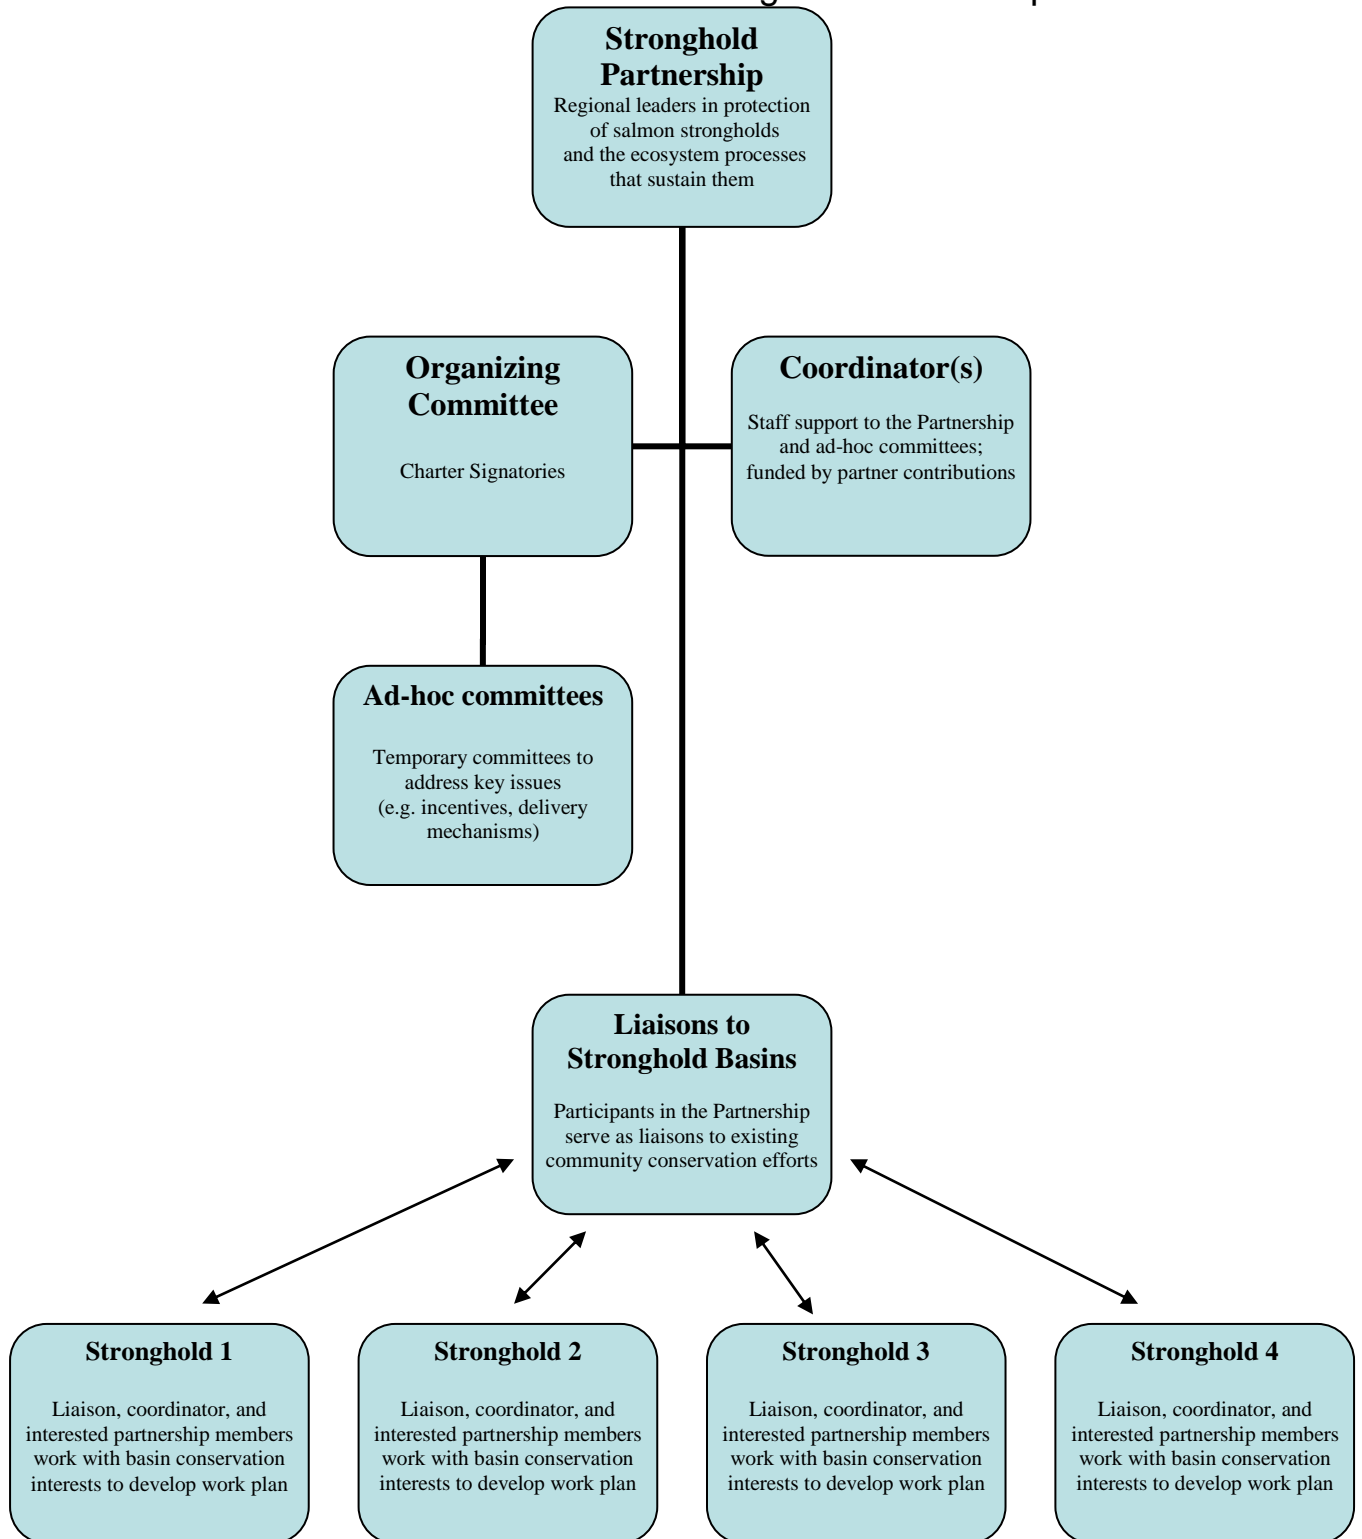 Stronghold
Partnership
Regional leaders in protection
of salmon strongholds
and the ecosystem processes
that sustain them
Organizing
Committee
Charter Signatories
Coordinator(s)
Staff support to the Partnership
and ad-hoc committees;
funded by partner contributions
Ad-hoc committees
Temporary committees to
address key issues
(e.g. incentives, delivery
mechanisms)
Liaisons to
Stronghold Basins
Participants in the Partnership
serve as liaisons to existing
community conservation efforts
Stronghold 1
Liaison, coordinator, and
interested partnership members
work with basin conservation
interests to develop work plan
Stronghold 2
Liaison, coordinator, and
interested partnership members
work with basin conservation
interests to develop work plan
Stronghold 3
Liaison, coordinator, and
interested partnership members
work with basin conservation
interests to develop work plan
Stronghold 4
Liaison, coordinator, and
interested partnership members
work with basin conservation
interests to develop work plan